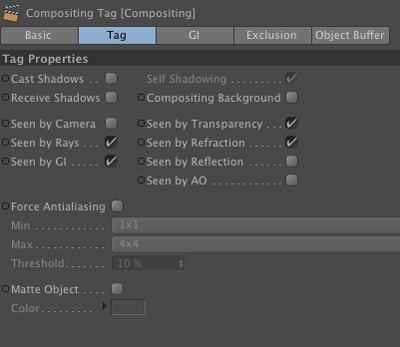 Compositing Tag [Compositing]
Basic Tag GI Exclusion Object Buffer
Tag Properties
Cast Shadows . . Self Shadowing . . . . . . . .
Receive Shadows Compositing Background
Seen by Camera Seen by Transparency . . .
Seen by Rays . . . . Seen by Refraction . . . . .
Seen by GI . . . . . . Seen by Reflection . . . . .
Seen by AO . . . . . . . . . . .
Force Antialiasing
Min . . . . . . . . . . . 1x1
Max . . . . . . . . . . . 4x4
Threshold . . . . . . . 10 %
Matte Object . . . . .
Color . . . . . . . . .